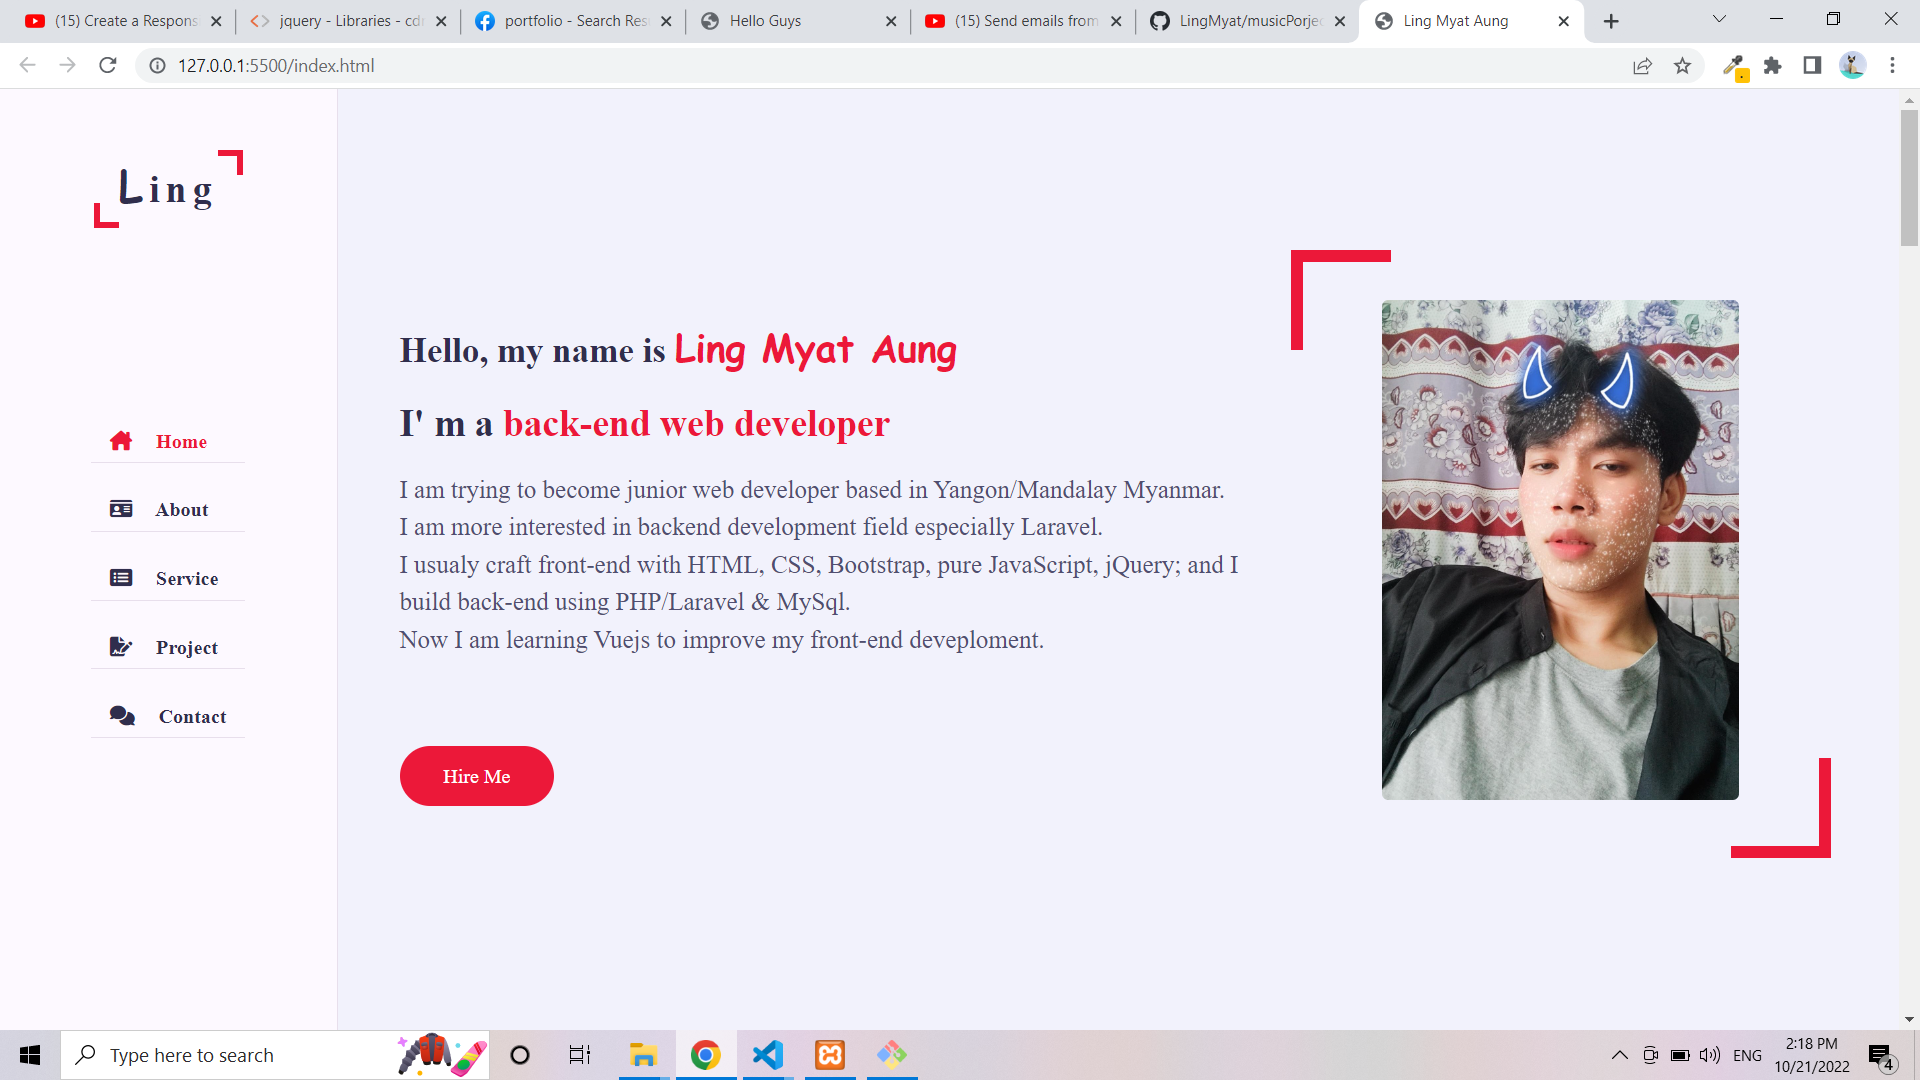 (15) Create a Respons
jquery - Libraries - cd
portfolio - Search Res
Hello Guys
(15) Send emails from
LingMyat/musicPorje
Ling Myat Aung
127.0.0.1:5500/index.html
Ling
Home
About
Service
Project
Contact
Hello, my name is Ling Myat Aung
I' m a back-end web developer
I am trying to become junior web developer based in Yangon/Mandalay Myanmar.
I am more interested in backend development field especially Laravel.
I usualy craft front-end with HTML, CSS, Bootstrap, pure JavaScript, jQuery; and I
build back-end using PHP/Laravel & MySql.
Now I am learning Vuejs to improve my front-end deveploment.
Hire Me
Type here to search
ENG
2:18 PM
10/21/2022
4